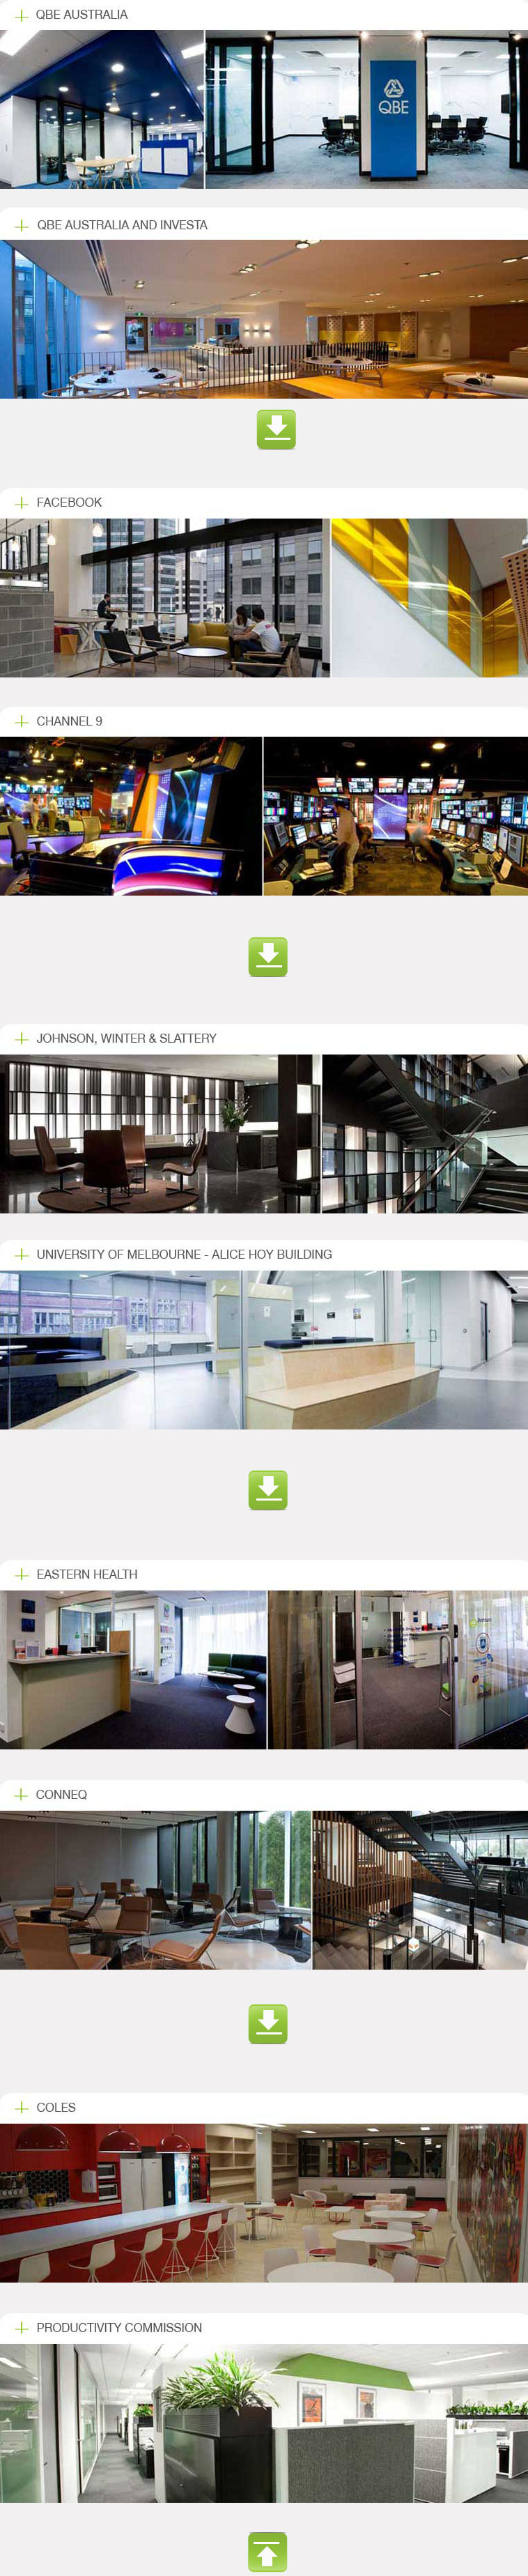 QBE AUSTRALIA
QBE
QBE AUSTRALIA AND INVESTA
FACEBOOK
CHANNEL 9
JOHNSON, WINTER & SLATTERY
UNIVERSITY OF MELBOURNE - ALICE HOY BUILDING
EASTERN HEALTH
CONNEQ
COLES
PRODUCTIVITY COMMISSION